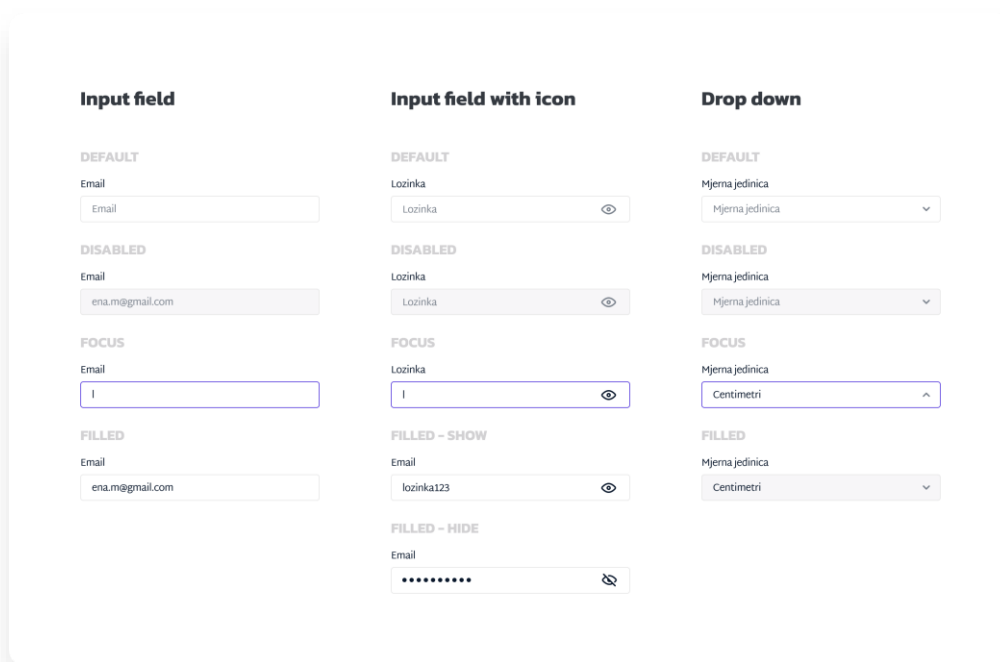 Input field
DEFAULT
Email
Email
DISABLED
Email
ena.m@gmail.com
FOCUS
Email
l
FILLED
Email
ena.m@gmail.com
Input field with icon
DEFAULT
Lozinka
Lozinka
DISABLED
Lozinka
Lozinka
FOCUS
Lozinka
l
FILLED - SHOW
Email
lozinka123
FILLED - HIDE
Email
••••••••••
Drop down
DEFAULT
Mjerna jedinica
Mjerna jedinica
DISABLED
Mjerna jedinica
Mjerna jedinica
FOCUS
Mjerna jedinica
Centimetri
FILLED
Mjerna jedinica
Centimetri